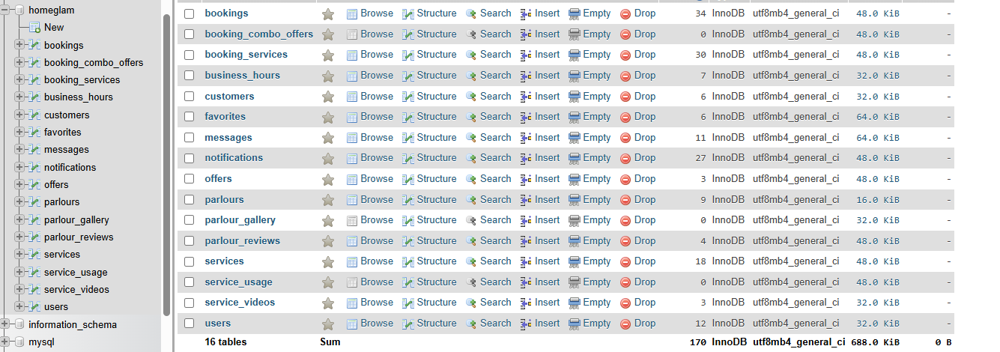 homeglam
New
bookings
booking_combo_offers
booking_services
business_hours
customers
favorites
messages
notifications
offers
parlours
parlour_gallery
parlour_reviews
services
service_usage
service_videos
users
information_schema
mysql
bookings Browse Structure Search Insert Empty Drop 34 InnoDB utf8mb4_general_ci 48.0 KiB -
booking_combo_offers Browse Structure Search Insert Empty Drop 0 InnoDB utf8mb4_general_ci 48.0 KiB -
booking_services Browse Structure Search Insert Empty Drop 30 InnoDB utf8mb4_general_ci 48.0 KiB -
business_hours Browse Structure Search Insert Empty Drop 7 InnoDB utf8mb4_general_ci 32.0 KiB -
customers Browse Structure Search Insert Empty Drop 6 InnoDB utf8mb4_general_ci 32.0 KiB -
favorites Browse Structure Search Insert Empty Drop 6 InnoDB utf8mb4_general_ci 64.0 KiB -
messages Browse Structure Search Insert Empty Drop 11 InnoDB utf8mb4_general_ci 64.0 KiB -
notifications Browse Structure Search Insert Empty Drop 27 InnoDB utf8mb4_general_ci 48.0 KiB -
offers Browse Structure Search Insert Empty Drop 3 InnoDB utf8mb4_general_ci 48.0 KiB -
parlours Browse Structure Search Insert Empty Drop 9 InnoDB utf8mb4_general_ci 16.0 KiB -
parlour_gallery Browse Structure Search Insert Empty Drop 0 InnoDB utf8mb4_general_ci 32.0 KiB -
parlour_reviews Browse Structure Search Insert Empty Drop 4 InnoDB utf8mb4_general_ci 48.0 KiB -
services Browse Structure Search Insert Empty Drop 18 InnoDB utf8mb4_general_ci 48.0 KiB -
service_usage Browse Structure Search Insert Empty Drop 0 InnoDB utf8mb4_general_ci 48.0 KiB -
service_videos Browse Structure Search Insert Empty Drop 3 InnoDB utf8mb4_general_ci 32.0 KiB -
users Browse Structure Search Insert Empty Drop 12 InnoDB utf8mb4_general_ci 32.0 KiB -
16 tables Sum 170 InnoDB utf8mb4_general_ci 688.0 KiB 0 B